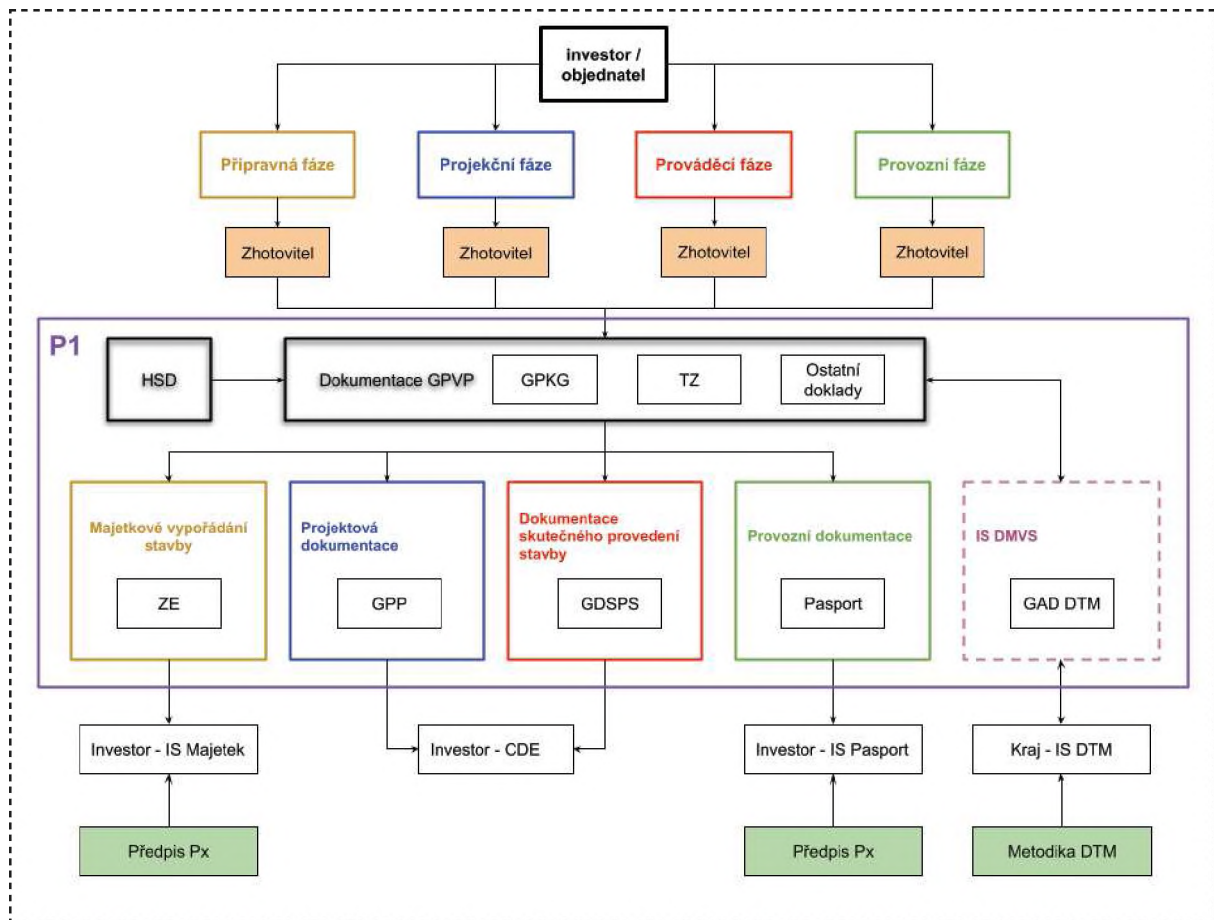 investor /
objednatel
Přípravná fáze
Projekční fáze
Prováděcí fáze
Provozní fáze
Zhotovitel
Zhotovitel
Zhotovitel
Zhotovitel
P1
HSD
Dokumentace GPVP
GPKG
TZ
Ostatní
doklady
Majetkové vypořádání
stavby
ZE
Projektová
dokumentace
GPP
Dokumentace
skutečného provedení
stavby
GDSPS
Provozní dokumentace
Pasport
IS DMVS
GAD DTM
Investor - IS Majetek
Investor - CDE
Investor - IS Pasport
Kraj - IS DTM
Předpis Px
Předpis Px
Metodika DTM